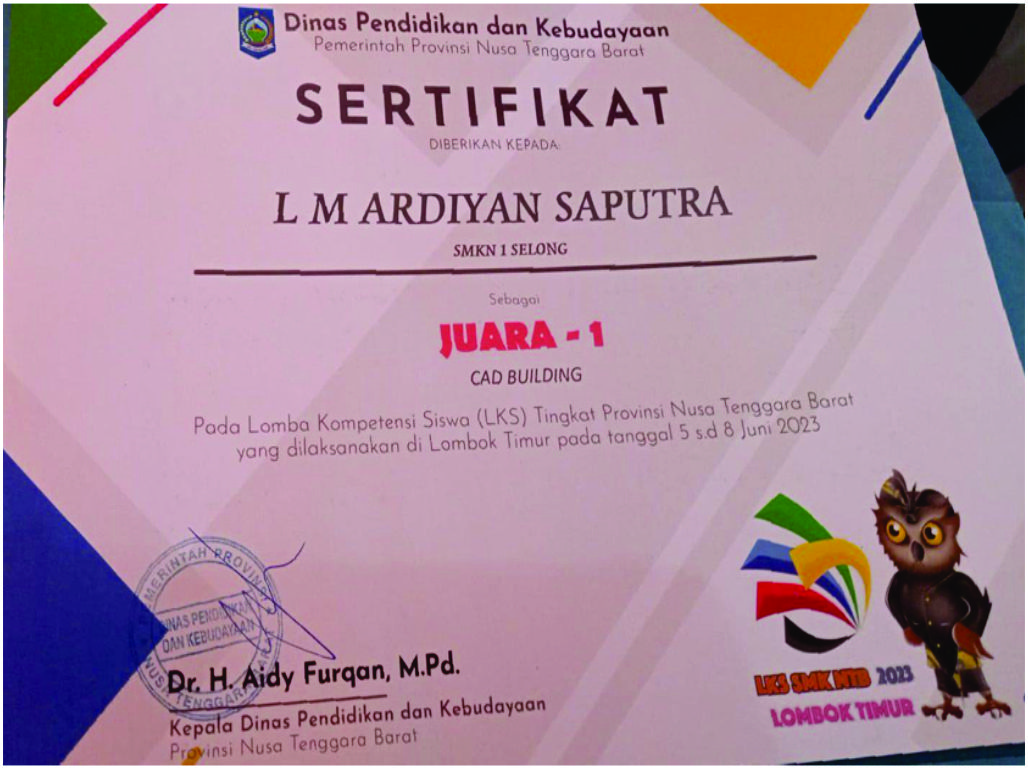 Dinas Pendidikan dan Kebudayaan
Pemerintah Provinsi Nusa Tenggara Barat
SERTIFIKAT
DIBERIKAN KEPADA:
L M ARDIYAN SAPUTRA
SMKN 1 SELONG
Sebagai
JUARA - 1
CAD BUILDING
Pada Lomba Kompetensi Siswa (LKS) Tingkat Provinsi Nusa Tenggara Barat
yang dilaksanakan di Lombok Timur pada tanggal 5 s.d 8 Juni 2023
PEMERINTAH PROVINSI
DINAS PENDIDIKAN
DAN KEBUDAYAAN
NUSA TENGGARA BARAT
Dr. H. Aidy Furqan, M.Pd.
Kepala Dinas Pendidikan dan Kebudayaan
Provinsi Nusa Tenggara Barat
LKS SMK NTB 2023
LOMBOK TIMUR